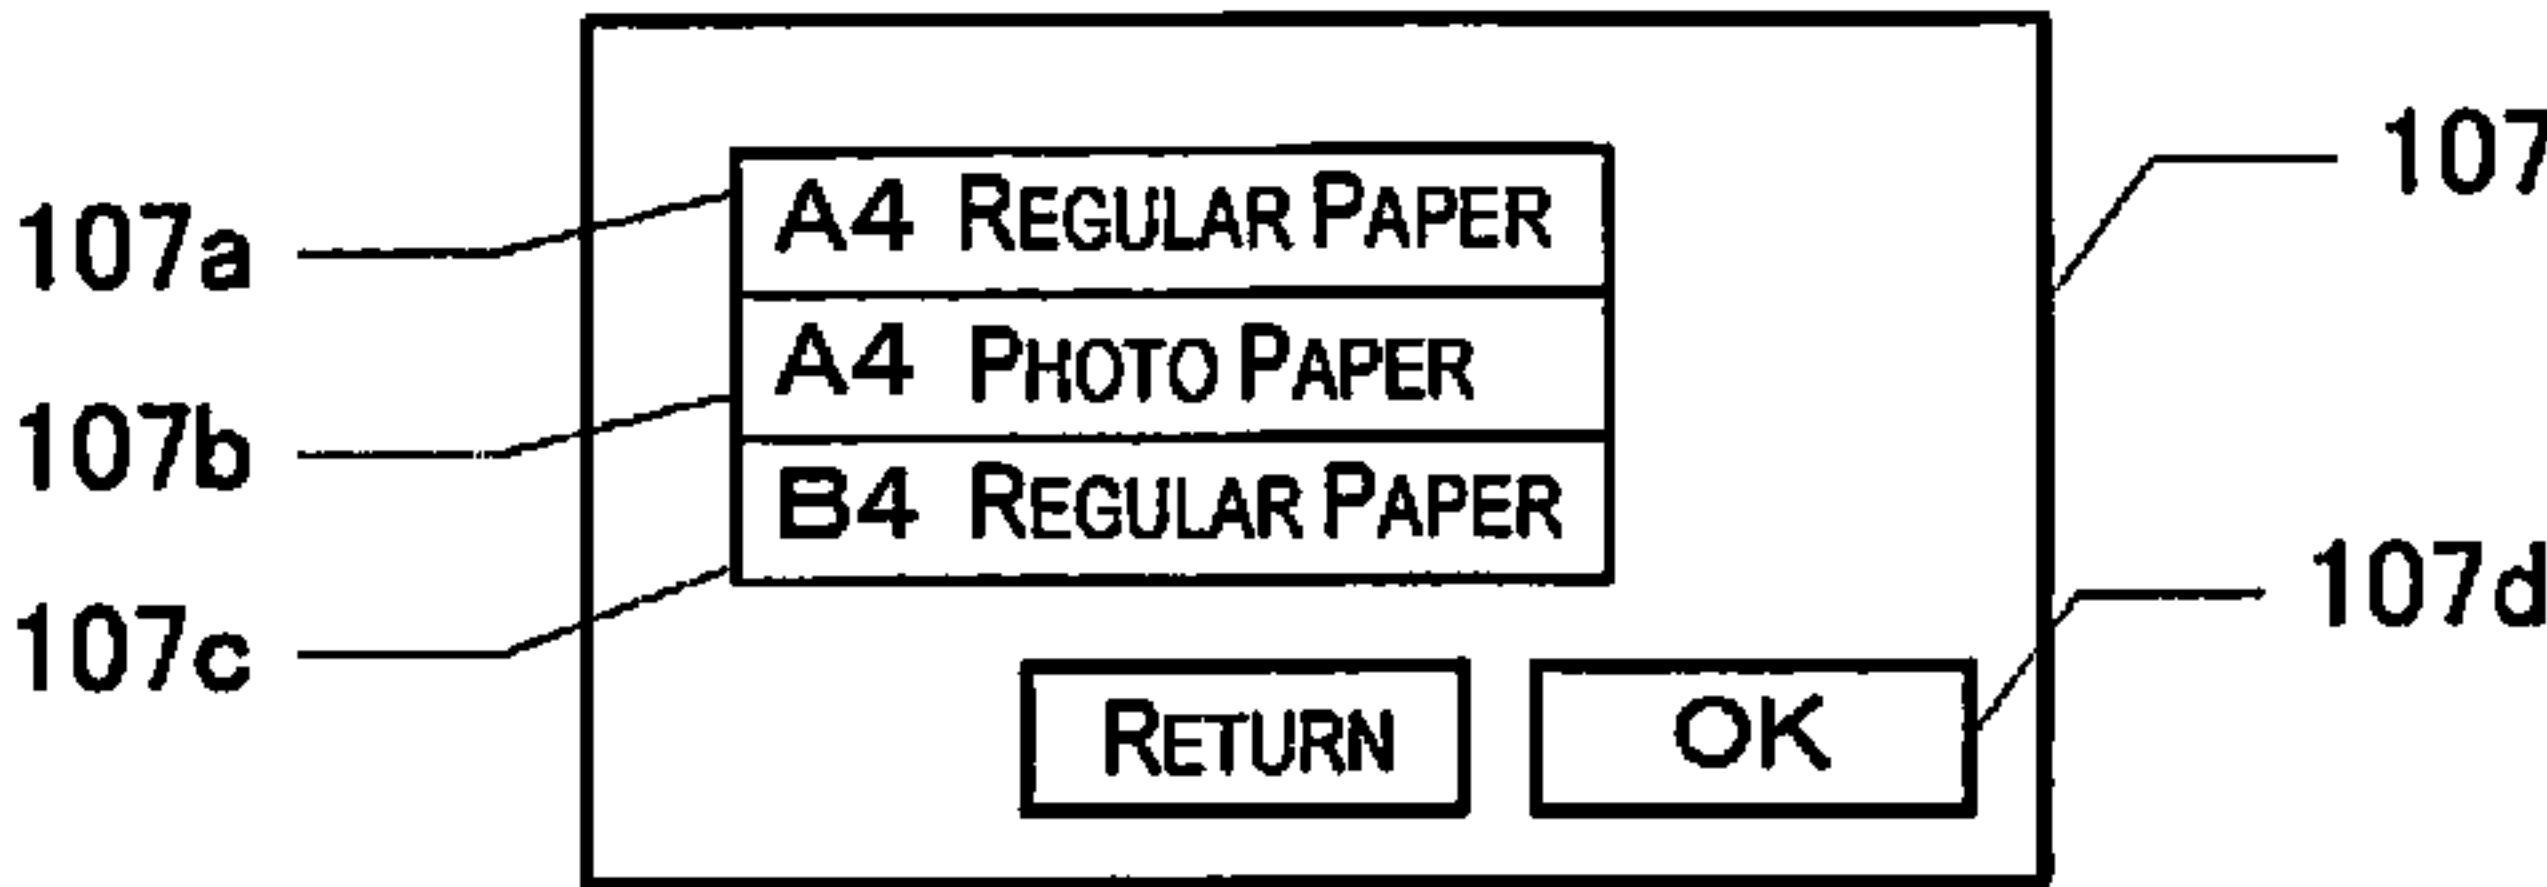 107
A4 REGULAR PAPER
107a
A4 PHOTO PAPER
107b
B4 REGULAR PAPER
107d
107c
RETURN
OK